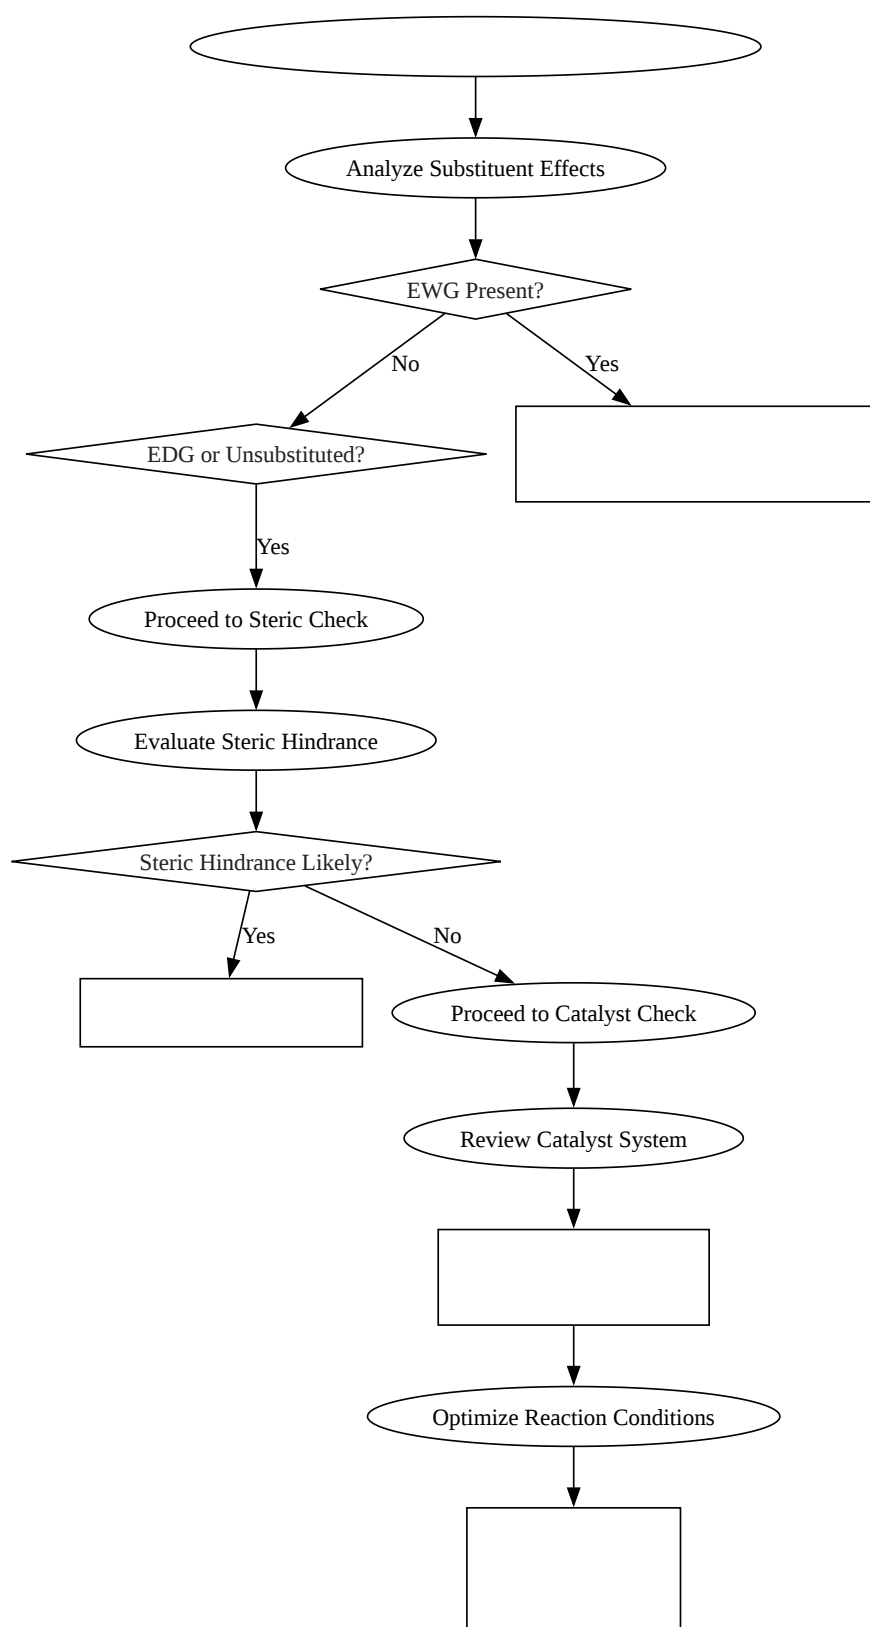 Analyze Substituent Effects
EWG Present?
No
Yes
EDG or Unsubstituted?
Yes
Proceed to Steric Check
Evaluate Steric Hindrance
Steric Hindrance Likely?
Yes
No
Proceed to Catalyst Check
Review Catalyst System
Optimize Reaction Conditions